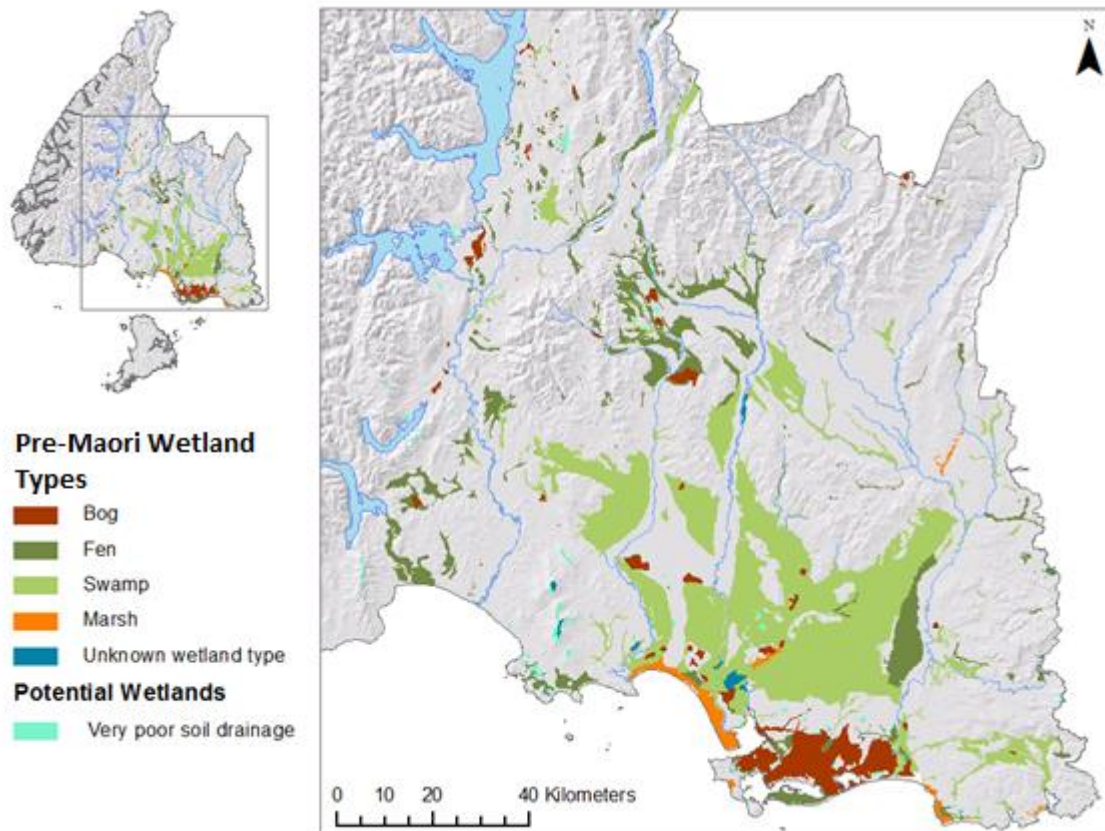 N
Pre-Maori Wetland
Types
Bog
Fen
Swamp
Marsh
Unknown wetland type
Potential Wetlands
Very poor soil drainage
0 10 20 40 Kilometers